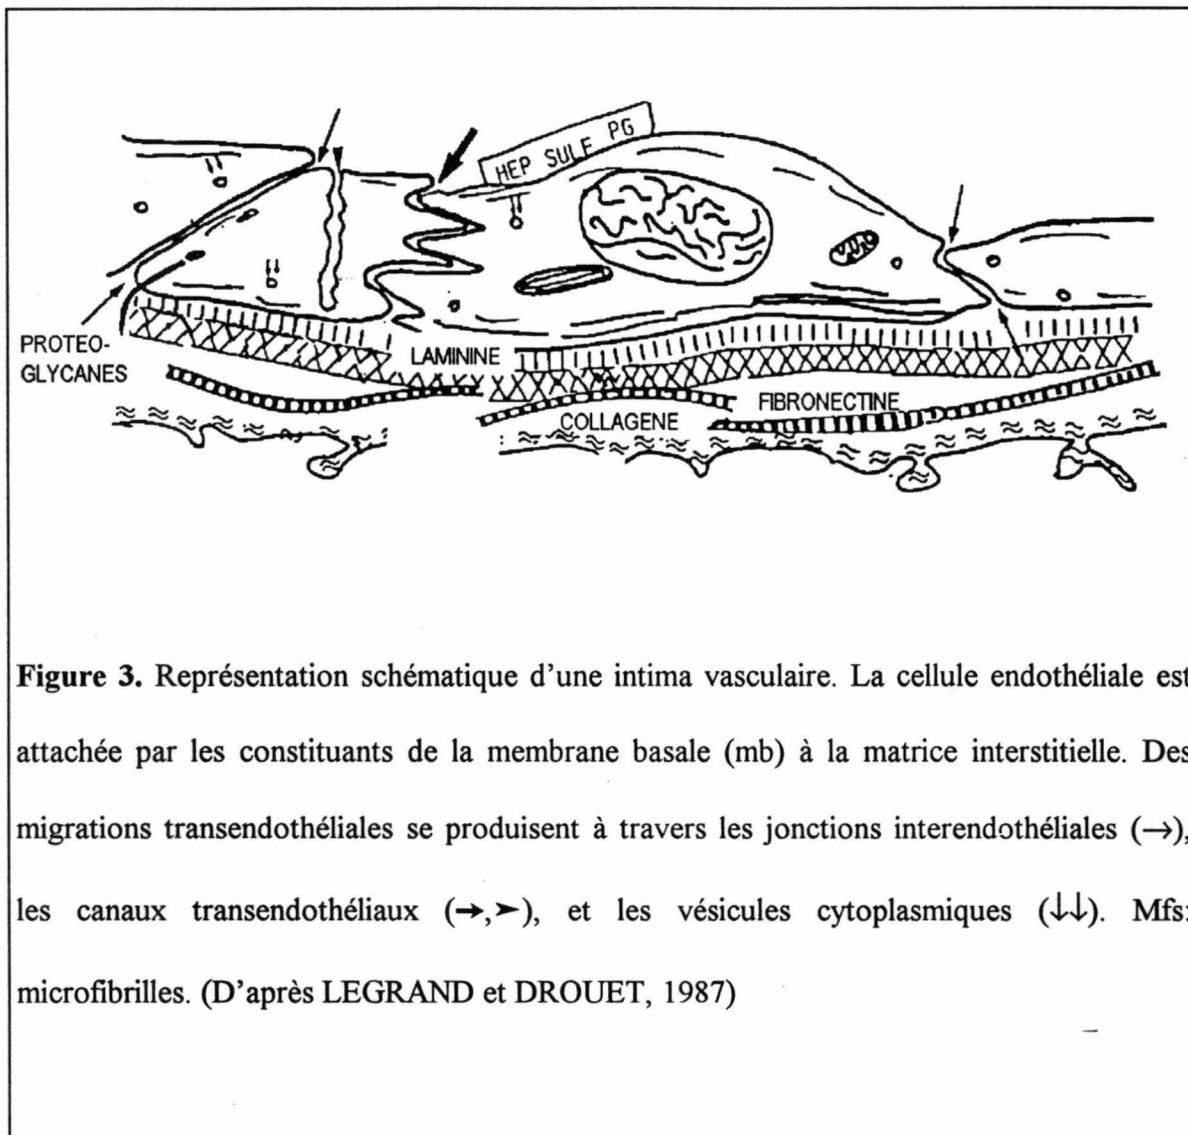 HEP SULF PG
PROTEO-
GLYCANES
LAMININE
COLLAGENE
FIBRONECTINE
Figure 3. Représentation schématique d'une intima vasculaire. La cellule endothéliale est
attachée par les constituants de la membrane basale (mb) à la matrice interstitielle. Des
migrations transendothéliales se produisent à travers les jonctions interendothéliales (→),
les canaux transendothéliaux (→,➤), et les vésicules cytoplasmiques (↓↓). Mfs:
microfibrilles. (D'après LEGRAND et DROUET, 1987)